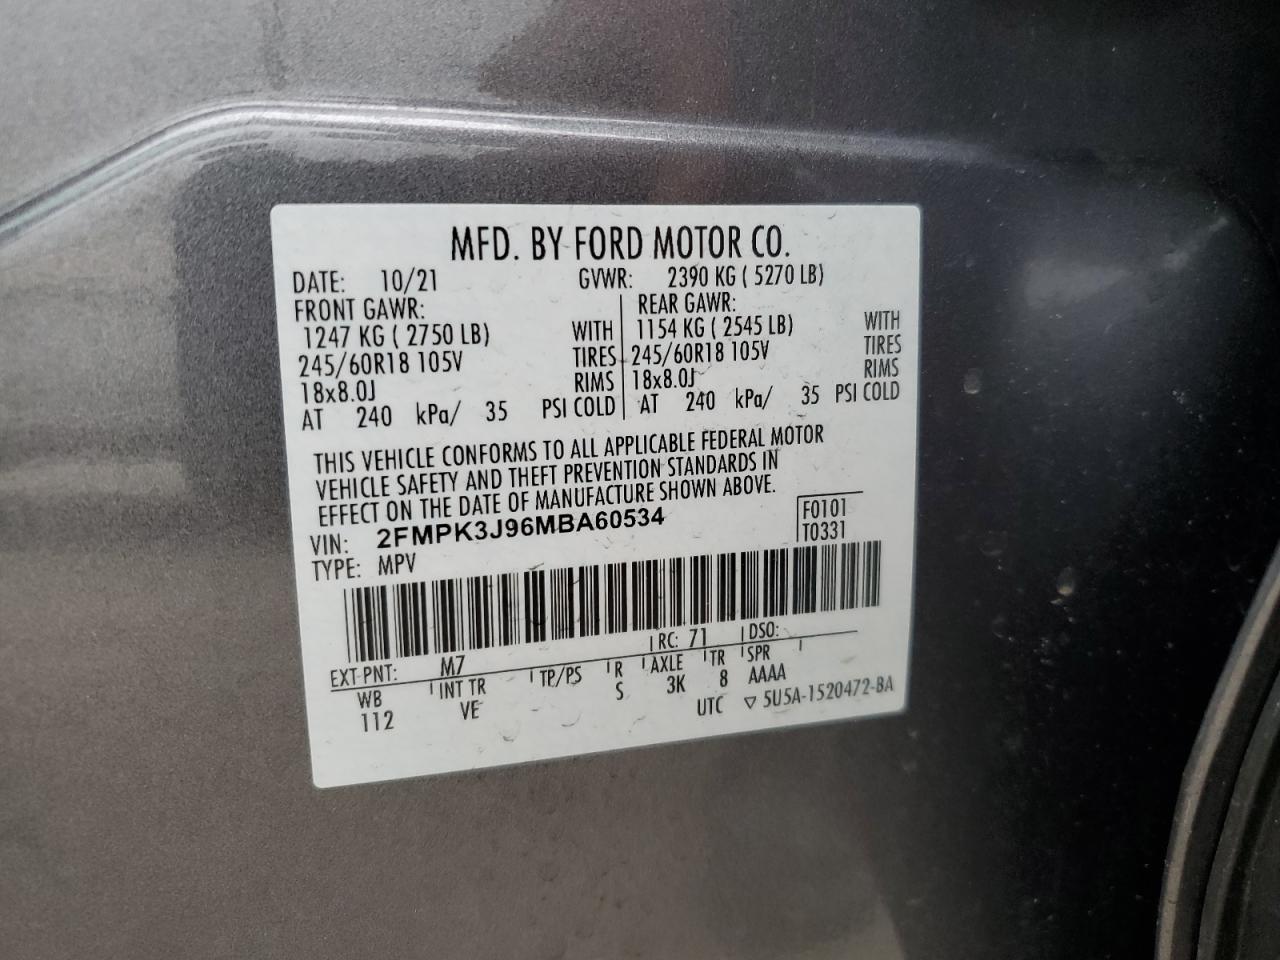 MFD. BY FORD MOTOR CO.
DATE: 10/21 GVWR: 2390 KG ( 5270 LB)
FRONT GAWR: REAR GAWR:
1247 KG ( 2750 LB) WITH 1154 KG ( 2545 LB) WITH
245/60R18 105V TIRES 245/60R18 105V TIRES
18x8.0J RIMS 18x8.0J RIMS
AT 240 kPa/ 35 PSI COLD AT 240 kPa/ 35 PSI COLD
THIS VEHICLE CONFORMS TO ALL APPLICABLE FEDERAL MOTOR
VEHICLE SAFETY AND THEFT PREVENTION STANDARDS IN
EFFECT ON THE DATE OF MANUFACTURE SHOWN ABOVE.
VIN: 2FMPK3J96MBA60534 F0101
TYPE: MPV T0331
EXT PNT: M7 RC: 71 DSO:
WB INT TR TP/PS R AXLE TR SPR
112 VE S 3K 8 AAAA
UTC ▽ 5U5A-1520472-BA